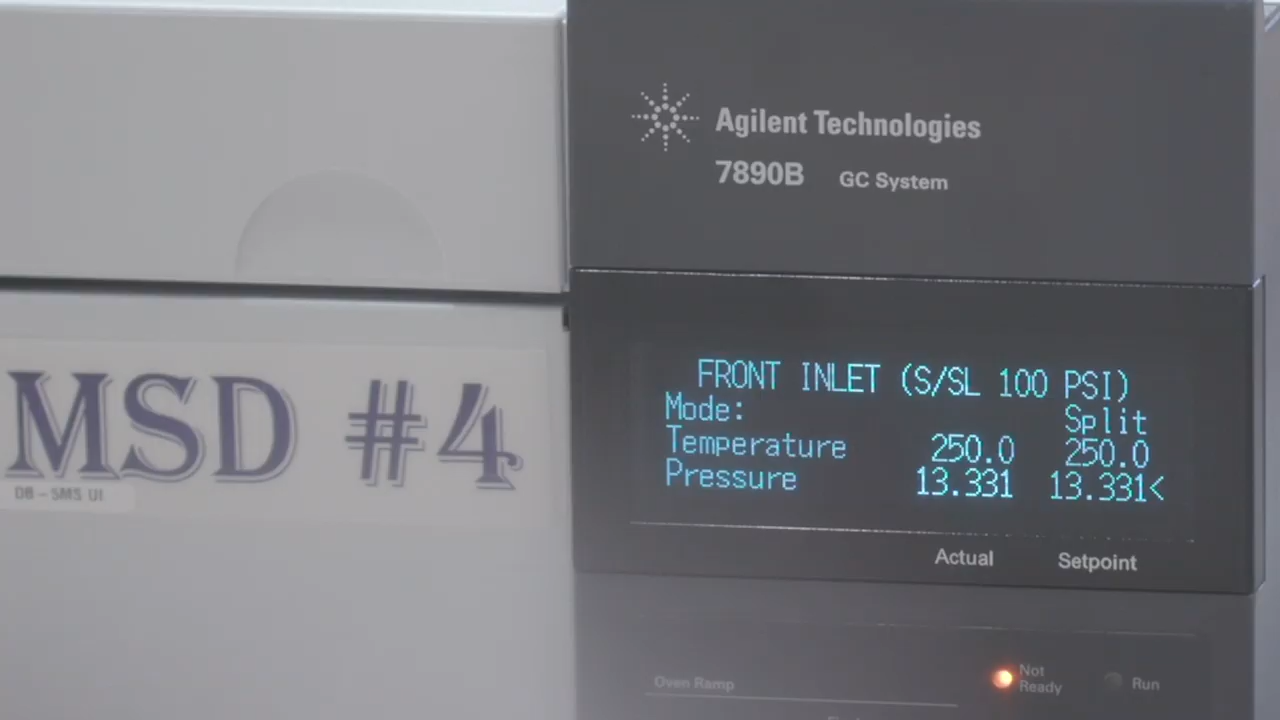 Agilent Technologies
7890B GC System
FRONT INLET (S/SL 100 PSI)
Mode: Split
Temperature 250.0 250.0
Pressure 13.331 13.331<
Actual Setpoint
MSD #4
DB-5MS UI
Not Ready
Run
Oven Ramp